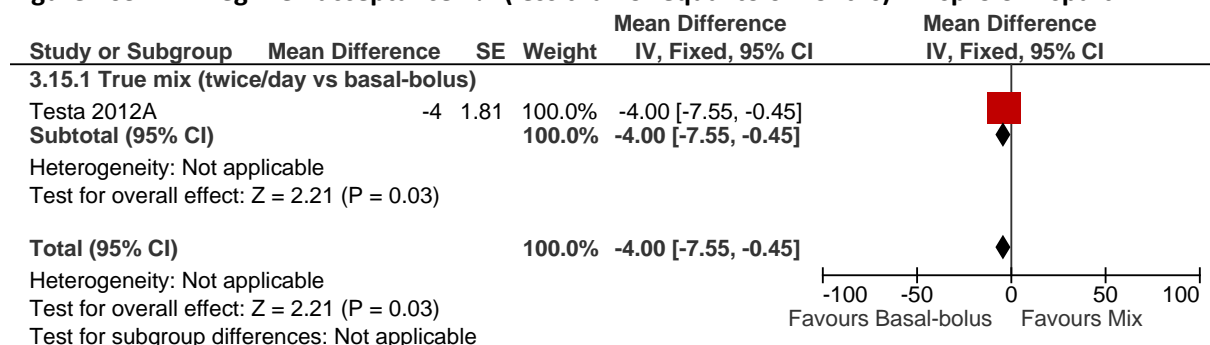 Mean Difference Mean Difference
Study or Subgroup Mean Difference SE Weight IV, Fixed, 95% CI IV, Fixed, 95% CI
3.15.1 True mix (twice/day vs basal-bolus)
Testa 2012A -4 1.81 100.0% -4.00 [-7.55, -0.45]
Subtotal (95% CI) 100.0% -4.00 [-7.55, -0.45]
Heterogeneity: Not applicable
Test for overall effect: Z = 2.21 (P = 0.03)
Total (95% CI) 100.0% -4.00 [-7.55, -0.45]
Heterogeneity: Not applicable
Test for overall effect: Z = 2.21 (P = 0.03)
Test for subgroup differences: Not applicable
-100 -50 0 50 100
Favours Basal-bolus Favours Mix